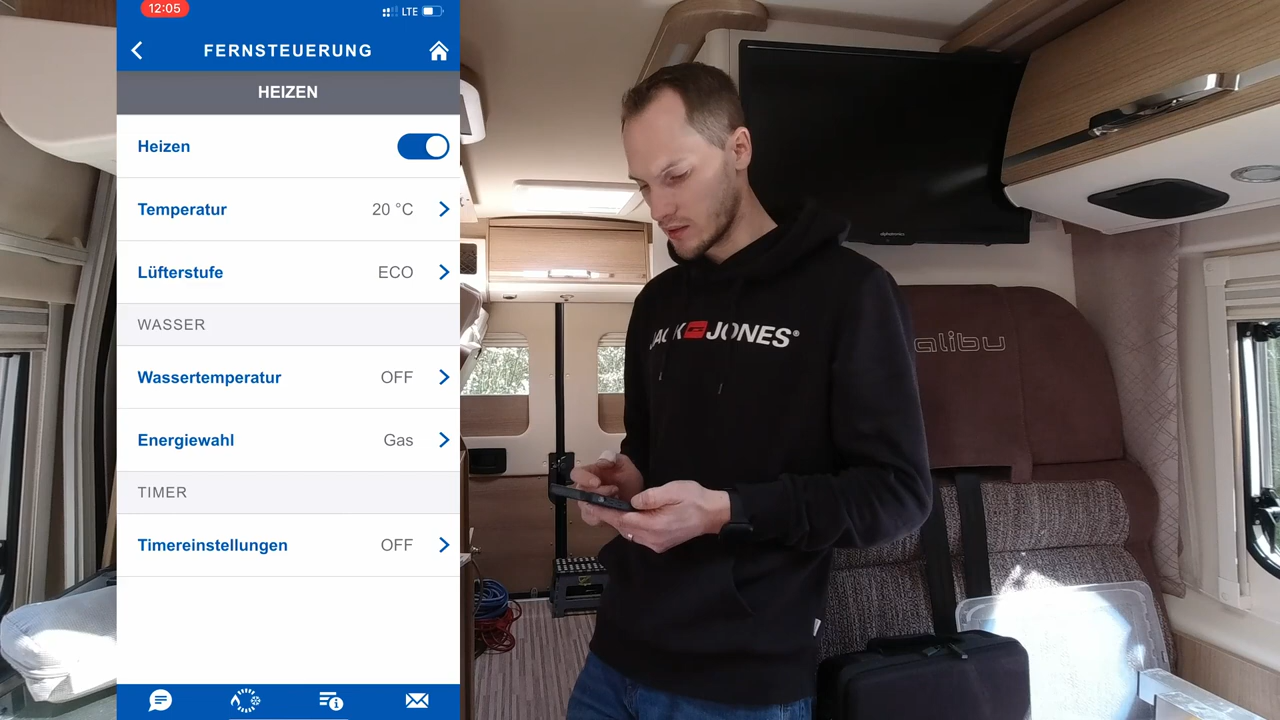 12:05
LTE
FERNSTEUERUNG
HEIZEN
Heizen
Temperatur 20 °C
Lüfterstufe ECO
WASSER
Wassertemperatur OFF
Energiewahl Gas
TIMER
Timereinstellungen OFF
JACK JONES®
alibu
alphatronics